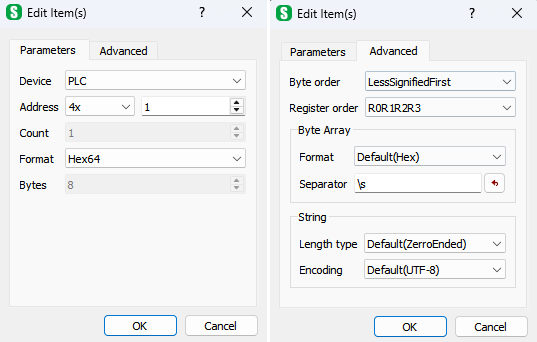 S Edit Item(s) ? ✕
Parameters Advanced
Device PLC
Address 4x 1
Count 1
Format Hex64
Bytes 8
OK Cancel
S Edit Item(s) ? ✕
Parameters Advanced
Byte order LessSignifiedFirst
Register order R0R1R2R3
Byte Array
Format Default(Hex)
Separator \s
String
Length type Default(ZerroEnded)
Encoding Default(UTF-8)
OK Cancel